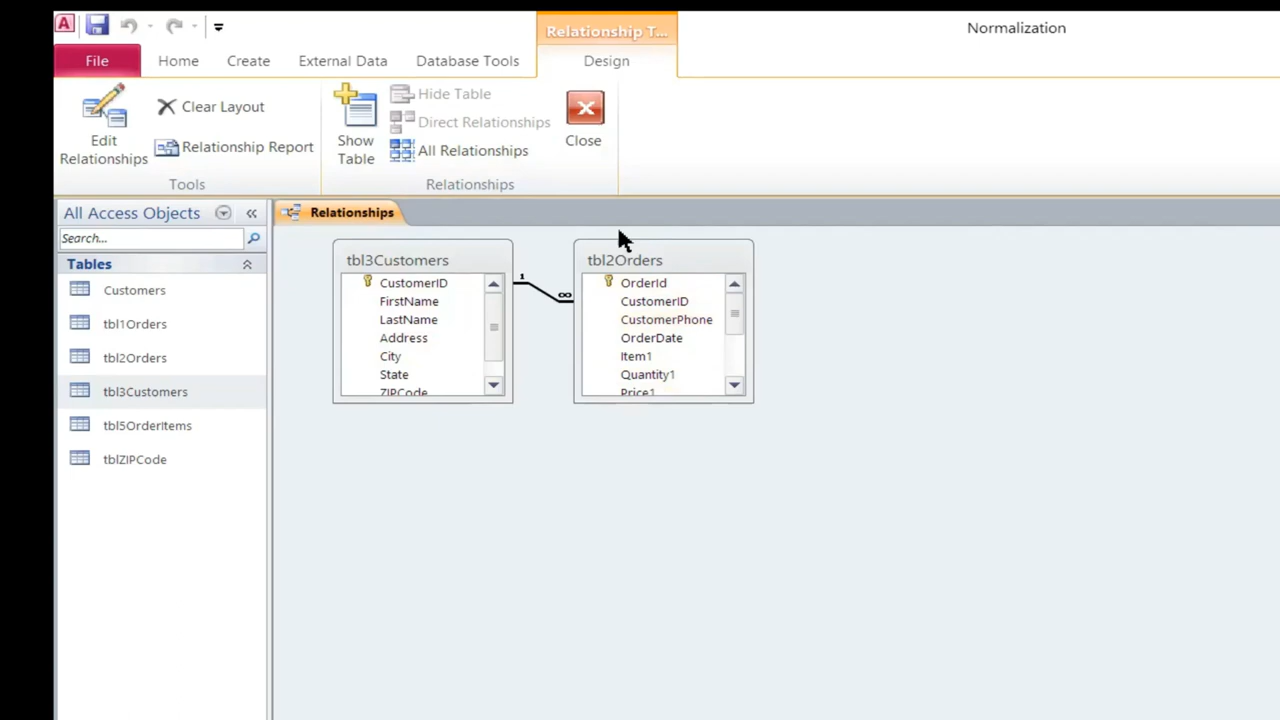 A
Relationship T...
Normalization
File
Home
Create
External Data
Database Tools
Design
Edit
Relationships
Clear Layout
Relationship Report
Tools
Show
Table
Hide Table
Direct Relationships
All Relationships
Relationships
Close
All Access Objects
«
Search...
Tables
Customers
tbl1Orders
tbl2Orders
tbl3Customers
tbl5OrderItems
tblZIPCode
Relationships
tbl3Customers
CustomerID
FirstName
LastName
Address
City
State
ZIPCode
1
∞
tbl2Orders
OrderId
CustomerID
CustomerPhone
OrderDate
Item1
Quantity1
Price1